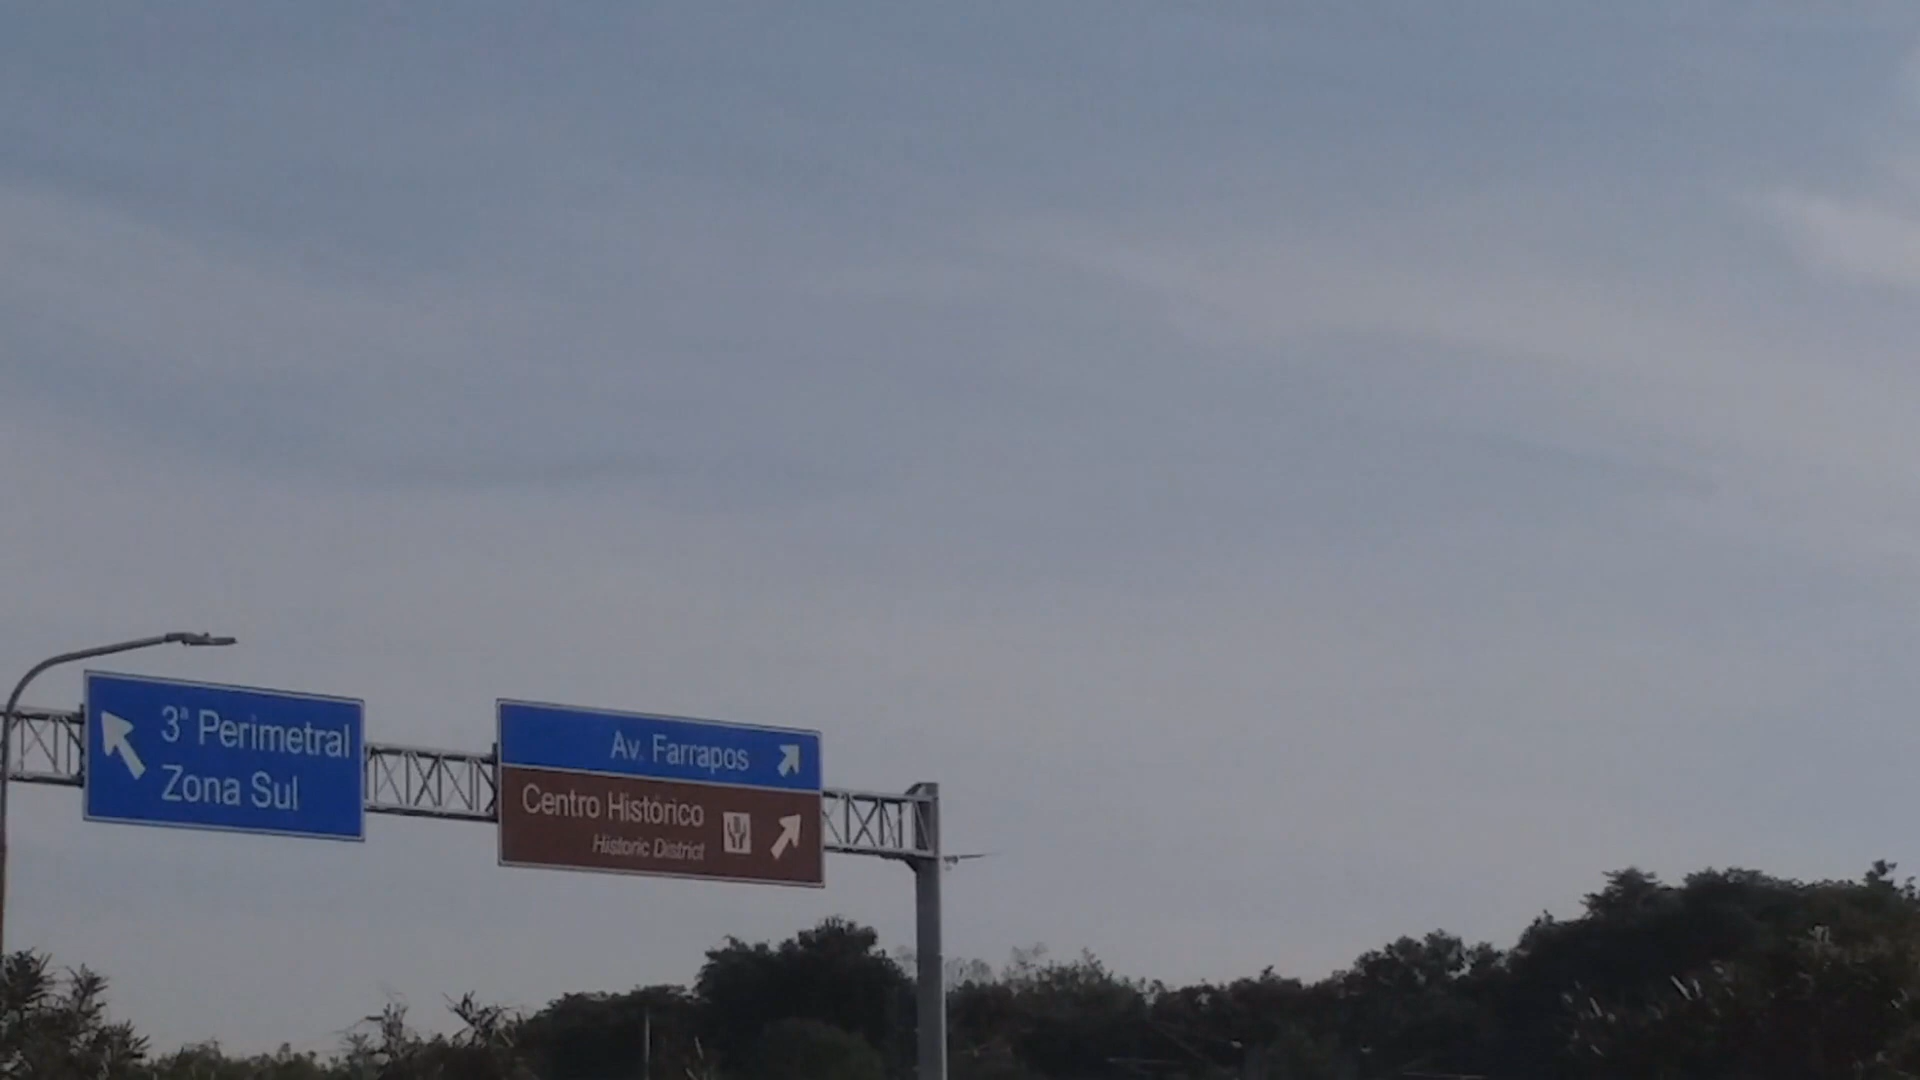 3ª Perimetral
Zona Sul
Av. Farrapos
Centro Histórico
Historic District